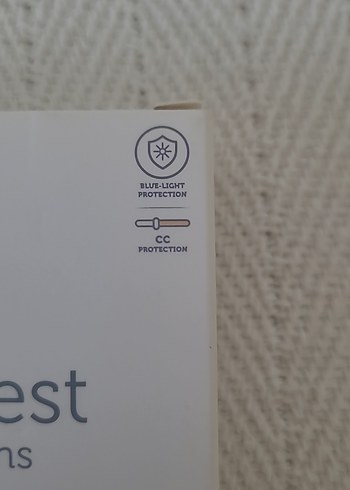 BLUE-LIGHT
PROTECTION
CC
PROTECTION
est
ns